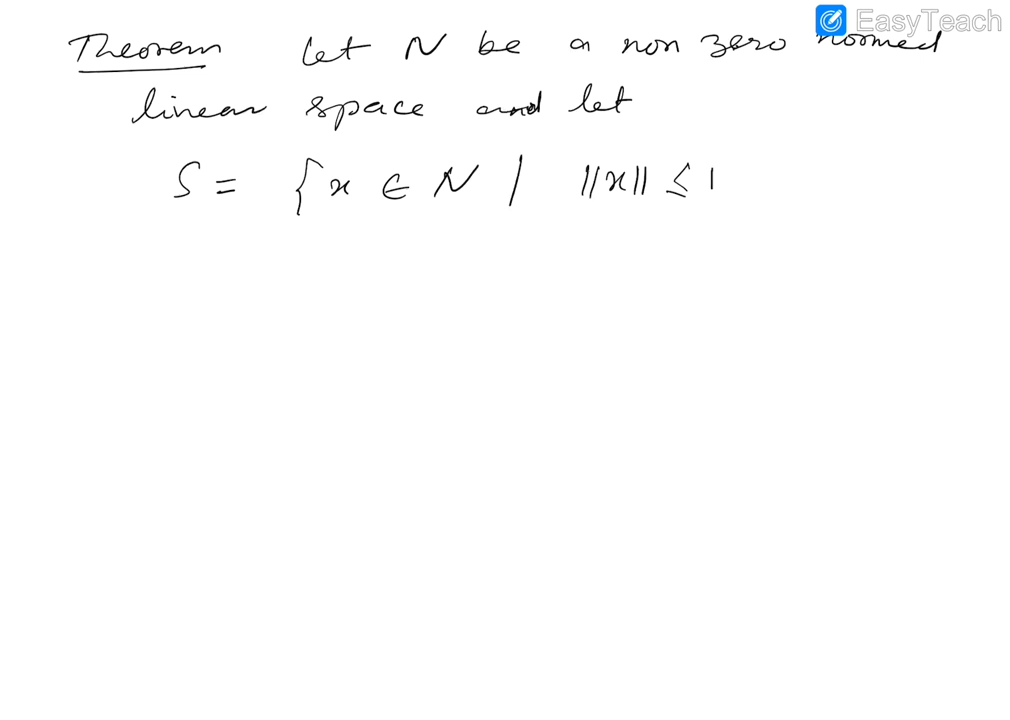 EasyTeach
Theorem Let N be a non zero normed
linear space and let
S = { x ∈ N | ||x|| ≤ 1